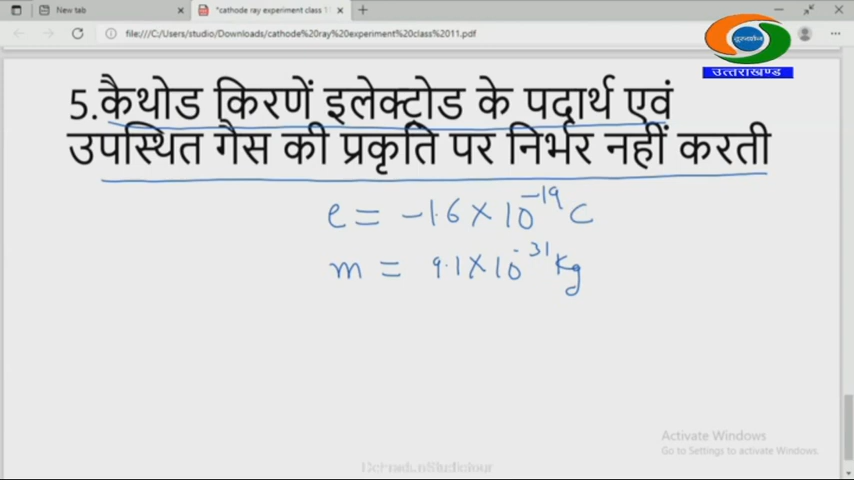 New tab
"cathode ray experiment class 1
file:///C:/Users/studio/Downloads/cathode%20ray%20experiment%20class%2011.pdf
दूरदर्शन
उत्तराखण्ड
5.कैथोड किरणें इलेक्ट्रोड के पदार्थ एवं
उपस्थित गैस की प्रकृति पर निर्भर नहीं करती
e = -1.6 × 10⁻¹⁹ C
m = 9.1 × 10⁻³¹ Kg
Activate Windows
Go to Settings to activate Windows.